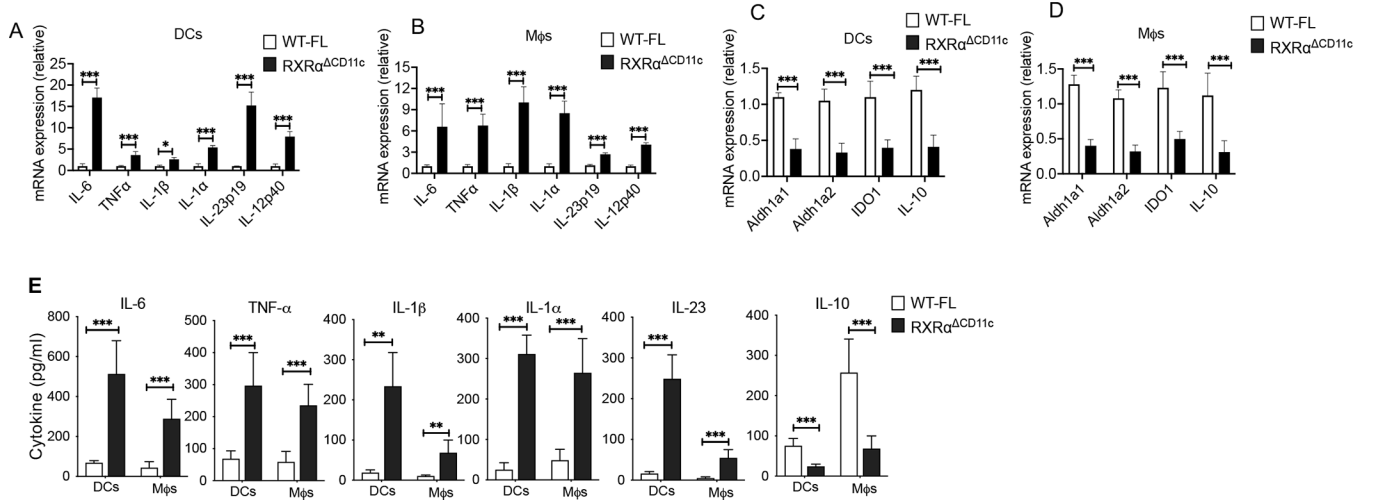 A
DCs
WT-FL
RXRα^ΔCD11c
mRNA expression (relative)
25
20
15
10
5
0
***
***
*
***
***
***
IL-6
TNFα
IL-1β
IL-1α
IL-23p19
IL-12p40
B
Mϕs
WT-FL
RXRα^ΔCD11c
mRNA expression (relative)
15
12
9
6
3
0
***
***
***
***
***
***
IL-6
TNFα
IL-1β
IL-1α
IL-23p19
IL-12p40
C
DCs
WT-FL
RXRα^ΔCD11c
mRNA expression (relative)
1.5
1.0
0.5
0.0
***
***
***
***
Aldh1a1
Aldh1a2
IDO1
IL-10
D
Mϕs
WT-FL
RXRα^ΔCD11c
mRNA expression (relative)
1.5
1.0
0.5
0.0
***
***
***
***
Aldh1a1
Aldh1a2
IDO1
IL-10
E
Cytokine (pg/ml)
IL-6
800
600
400
200
0
***
***
DCs
Mϕs
TNF-α
500
400
300
200
100
0
***
***
DCs
Mϕs
IL-1β
400
300
200
100
0
**
**
DCs
Mϕs
IL-1α
400
300
200
100
0
***
***
DCs
Mϕs
IL-23
400
300
200
100
0
***
***
DCs
Mϕs
IL-10
400
300
200
100
0
***
***
DCs
Mϕs
WT-FL
RXRα^ΔCD11c